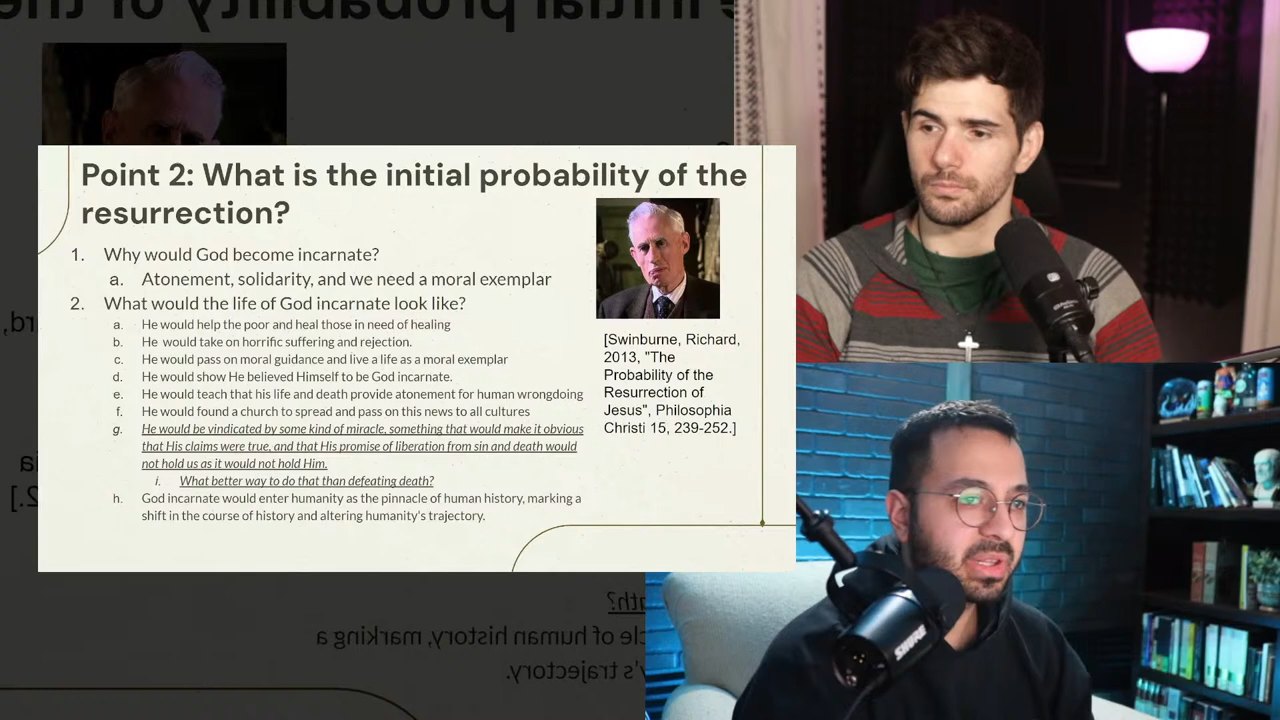 Point 2: What is the initial probability of the
resurrection?
1. Why would God become incarnate?
a. Atonement, solidarity, and we need a moral exemplar
2. What would the life of God incarnate look like?
a. He would help the poor and heal those in need of healing
b. He would take on horrific suffering and rejection.
c. He would pass on moral guidance and live a life as a moral exemplar
d. He would show He believed Himself to be God incarnate.
e. He would teach that his life and death provide atonement for human wrongdoing
f. He would found a church to spread and pass on this news to all cultures
g. He would be vindicated by some kind of miracle, something that would make it obvious
that His claims were true, and that His promise of liberation from sin and death would
not hold us as it would not hold Him.
i. What better way to do that than defeating death?
h. God incarnate would enter humanity as the pinnacle of human history, marking a
shift in the course of history and altering humanity's trajectory.
[Swinburne, Richard,
2013, "The
Probability of the
Resurrection of
Jesus", Philosophia
Christi 15, 239-252.]
SHURE
initial probability of the
of human history, marking a
trajectory.